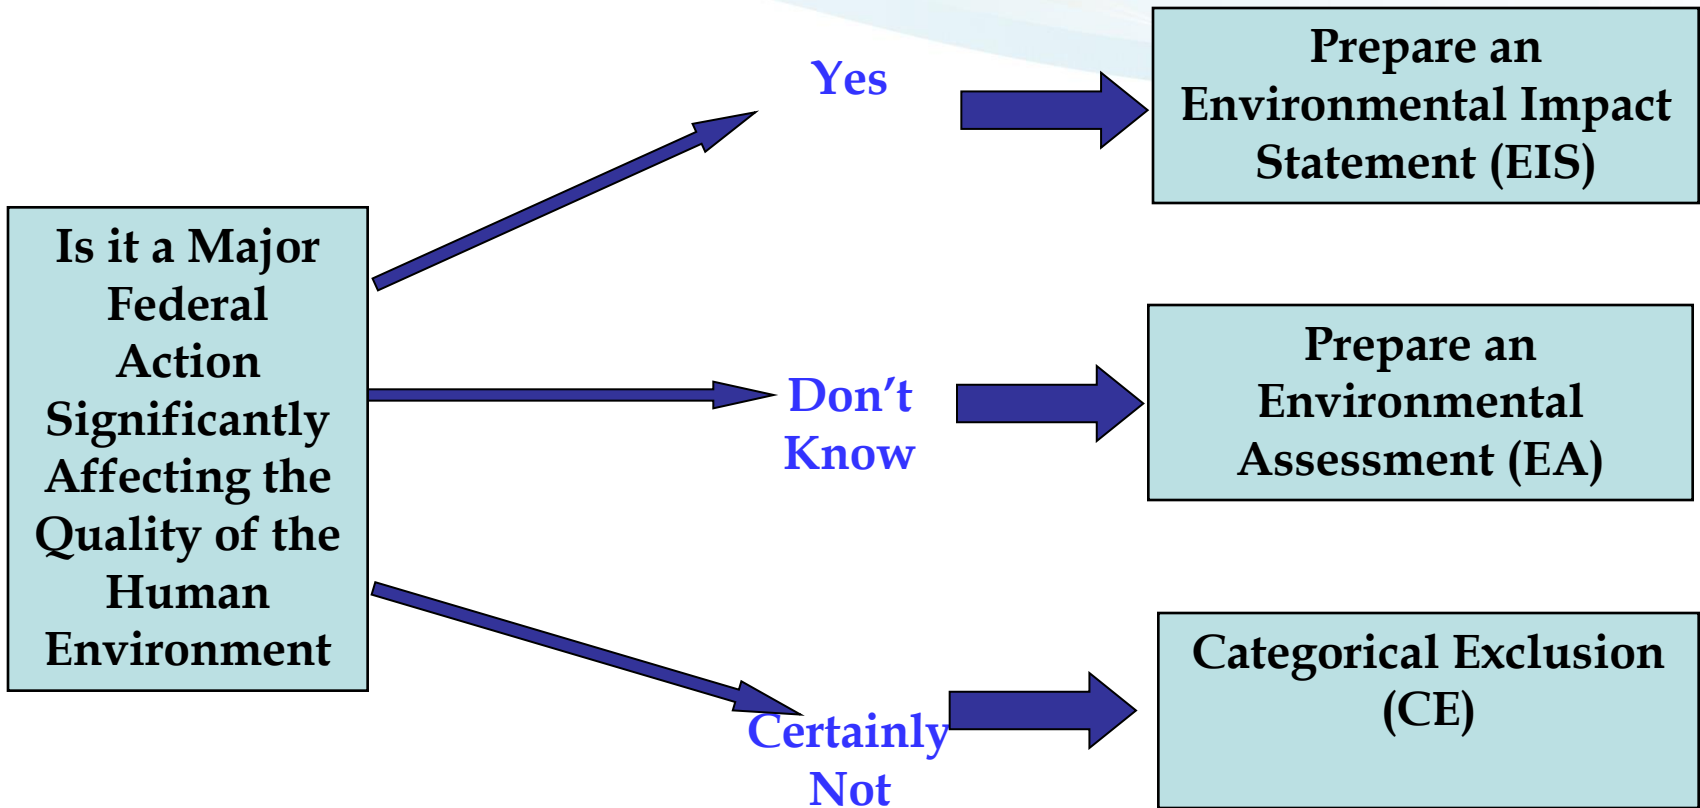 Is it a Major
Federal
Action
Significantly
Affecting the
Quality of the
Human
Environment
Yes
Prepare an
Environmental Impact
Statement (EIS)
Don't
Know
Prepare an
Environmental
Assessment (EA)
Certainly
Not
Categorical Exclusion
(CE)